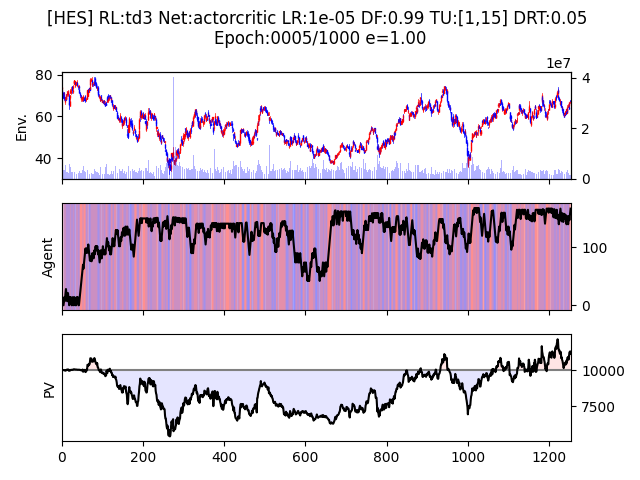 [HES] RL:td3 Net:actorcritic LR:1e-05 DF:0.99 TU:[1,15] DRT:0.05
Epoch:0005/1000 e=1.00
1e7
80
60
40
Env.
4
2
0
Agent
100
0
PV
10000
7500
0 200 400 600 800 1000 1200